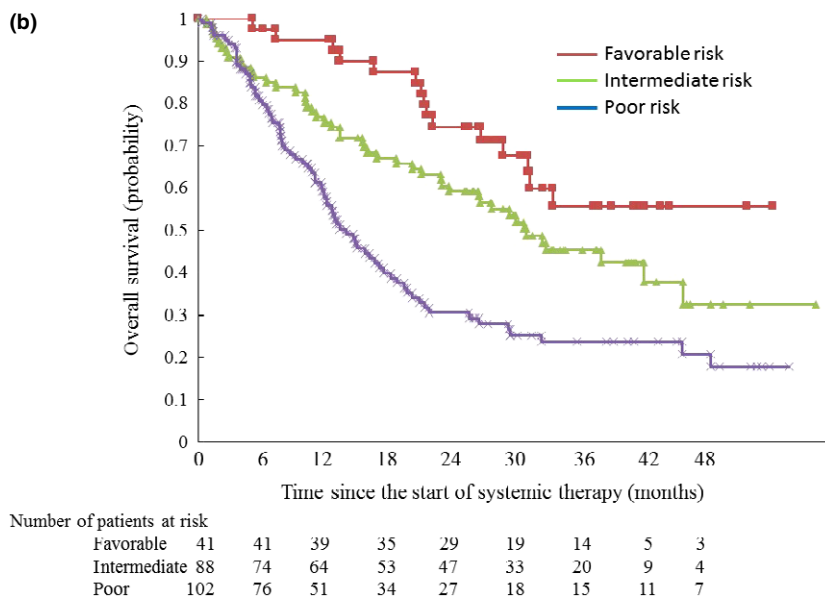 (b)
1
0.9
0.8
0.7
0.6
0.5
0.4
0.3
0.2
0.1
0
Overall survival (probability)
Favorable risk
Intermediate risk
Poor risk
0 6 12 18 24 30 36 42 48
Time since the start of systemic therapy (months)
Number of patients at risk
Favorable 41 41 39 35 29 19 14 5 3
Intermediate 88 74 64 53 47 33 20 9 4
Poor 102 76 51 34 27 18 15 11 7